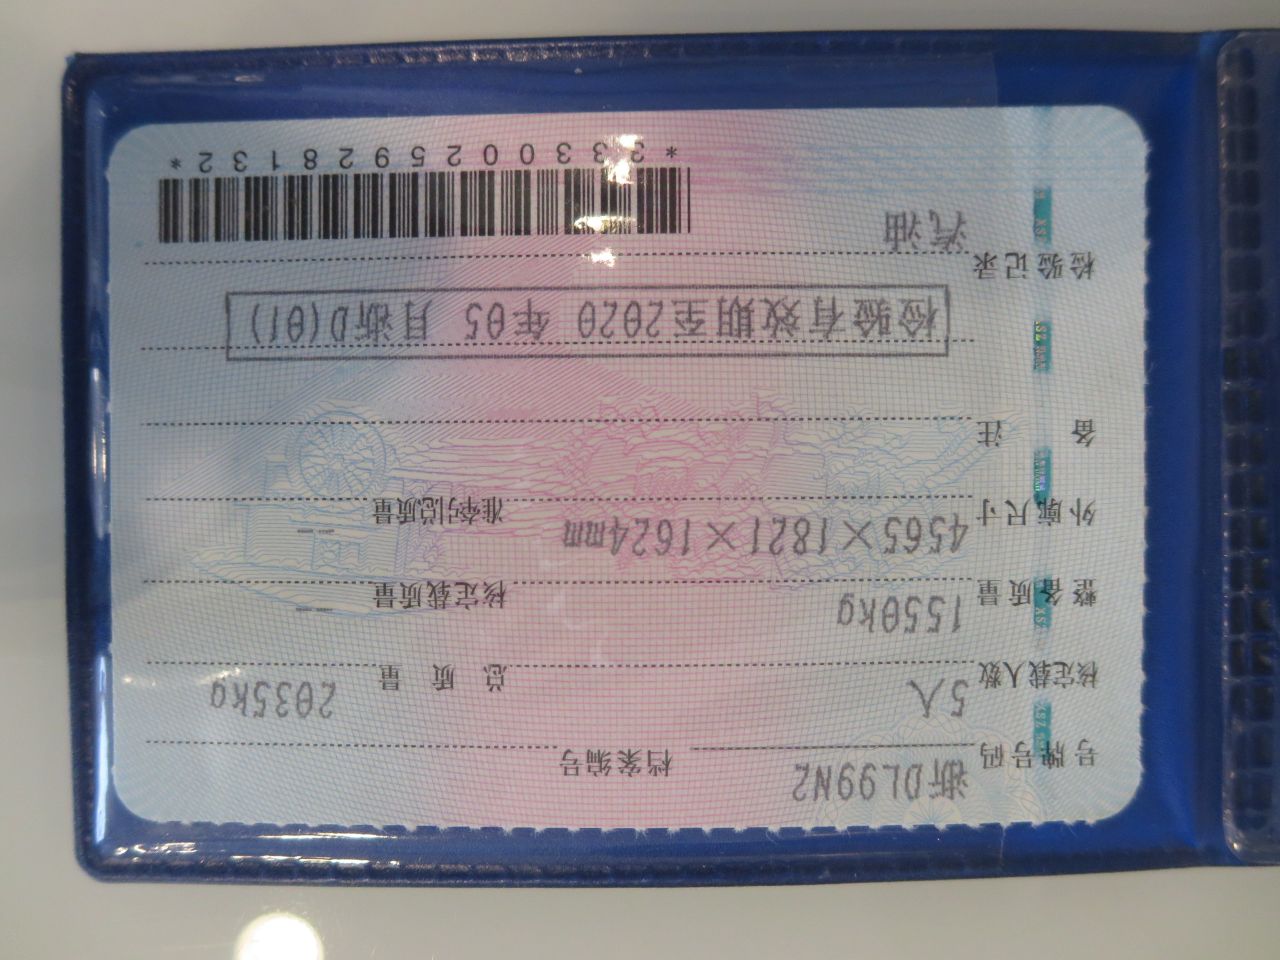 号牌号码 浙DL99N2 档案编号
核定载人数 5人 总质量 2035kg
整备质量 1550kg 核定载质量 --
外廓尺寸 4565×1821×1624mm 准牵引总质量 --
备注
检验有效期至2020年05月浙D(01)
检验记录
汽油
*3330025928132*